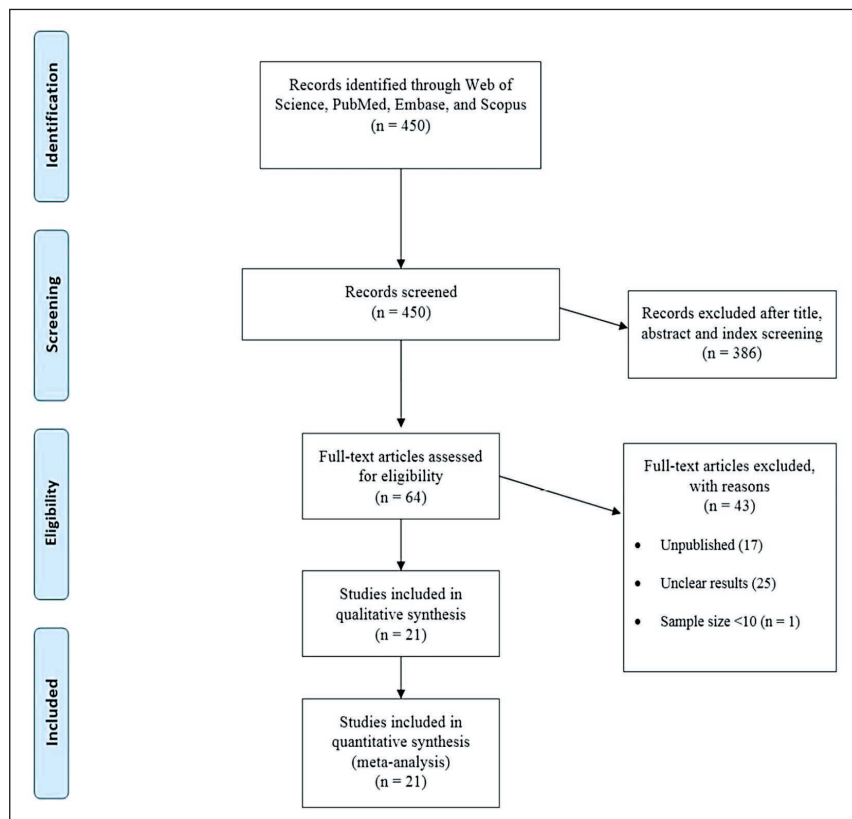 Identification
Records identified through Web of
Science, PubMed, Embase, and Scopus
(n = 450)
Screening
Records screened
(n = 450)
Records excluded after title,
abstract and index screening
(n = 386)
Eligibility
Full-text articles assessed
for eligibility
(n = 64)
Full-text articles excluded,
with reasons
(n = 43)
• Unpublished (17)
• Unclear results (25)
• Sample size <10 (n = 1)
Studies included in
qualitative synthesis
(n = 21)
Included
Studies included in
quantitative synthesis
(meta-analysis)
(n = 21)